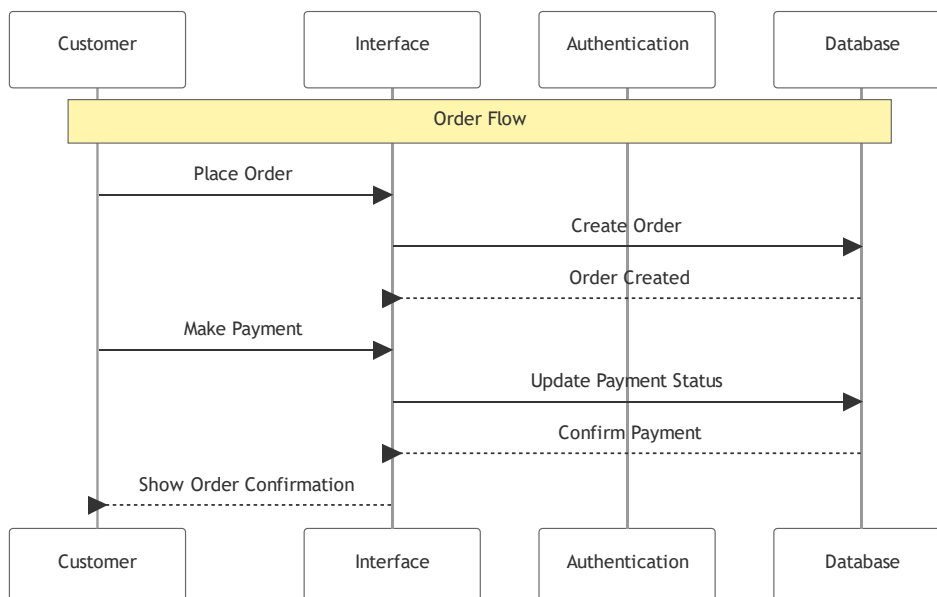 Customer
Interface
Authentication
Database
Order Flow
Place Order
Create Order
Order Created
Make Payment
Update Payment Status
Confirm Payment
Show Order Confirmation
Customer
Interface
Authentication
Database